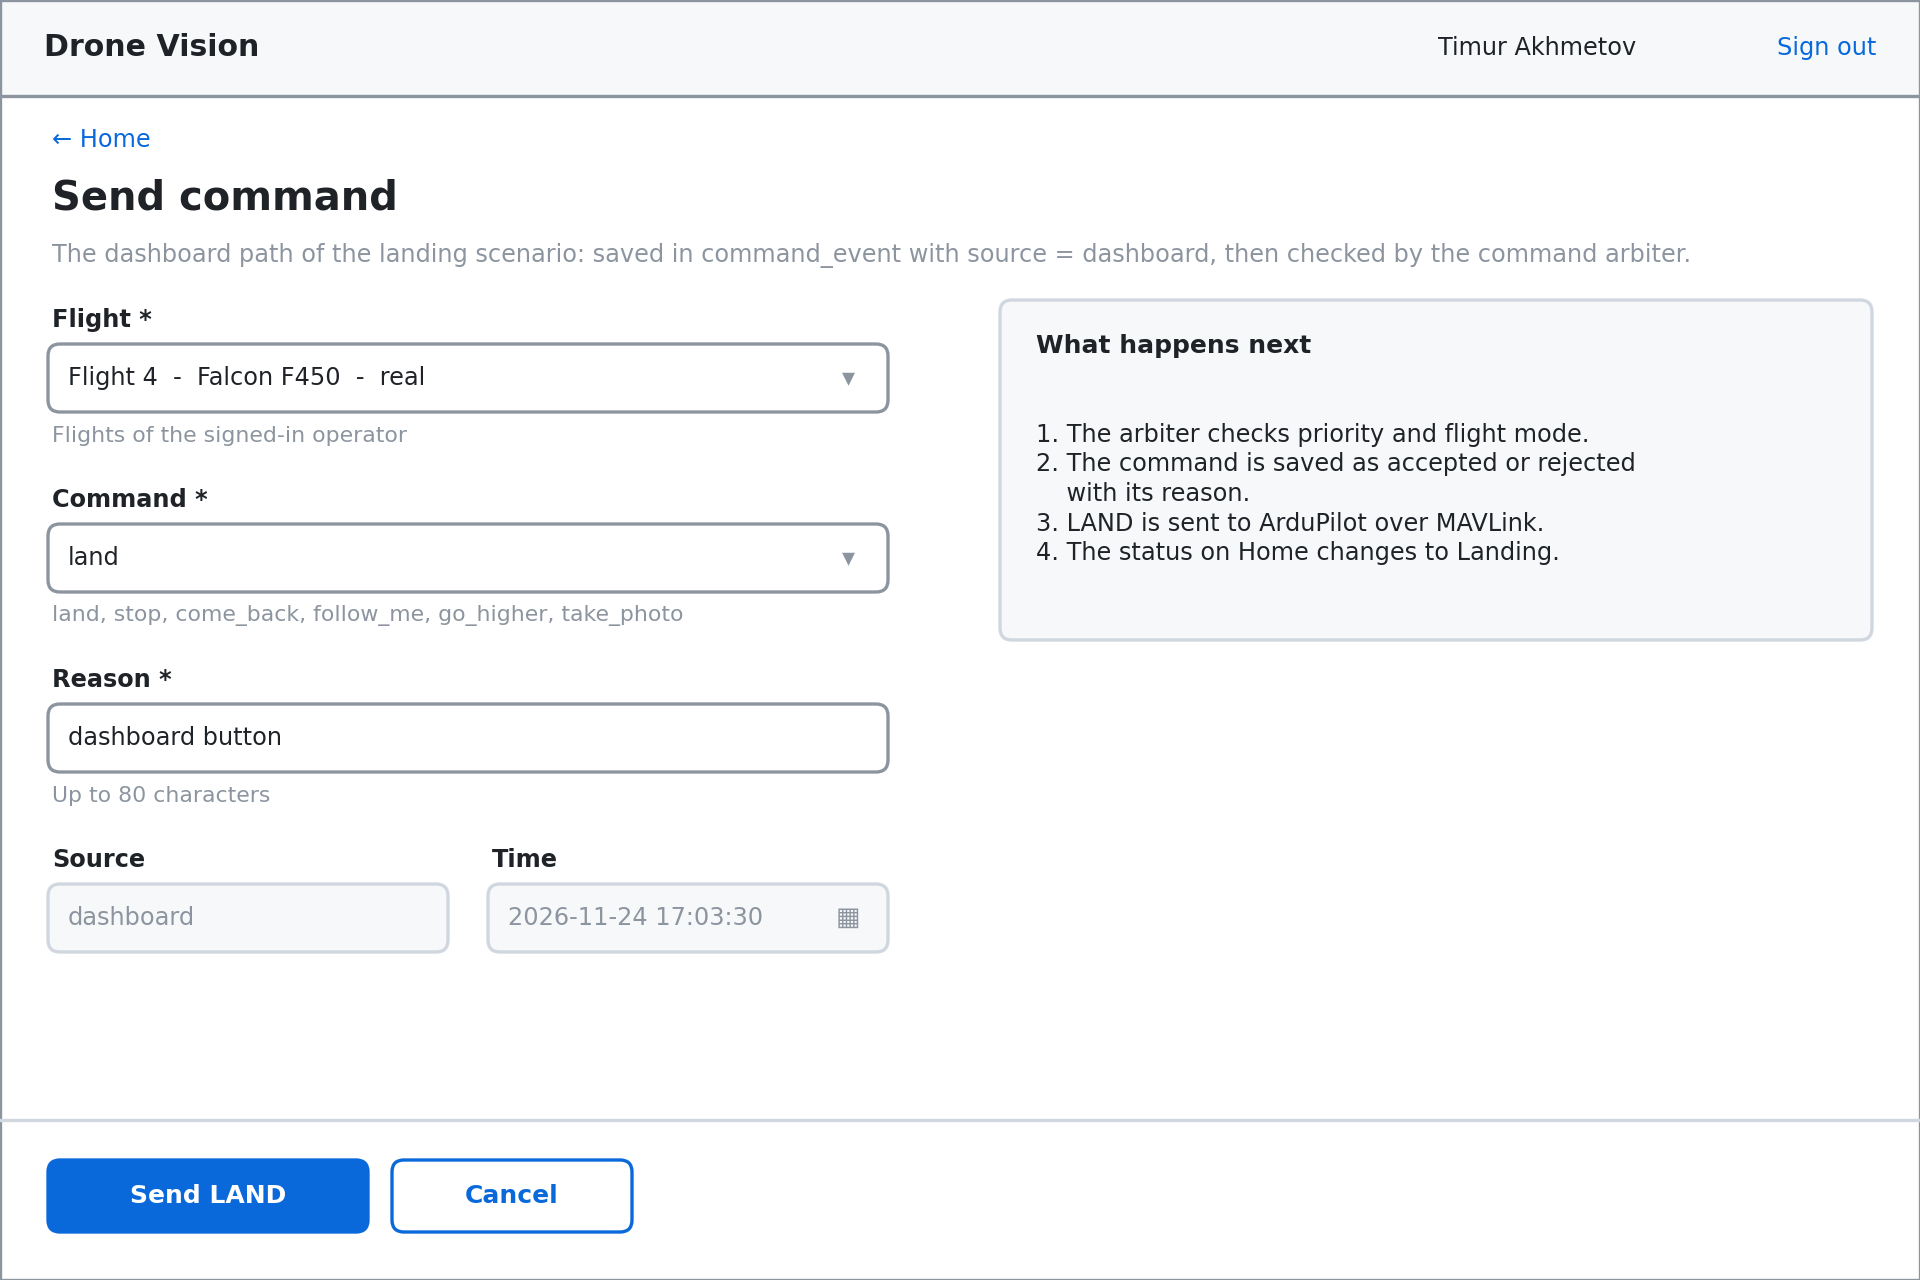 Drone Vision
Timur Akhmetov
Sign out
← Home
Send command
The dashboard path of the landing scenario: saved in command_event with source = dashboard, then checked by the command arbiter.
Flight *
Flight 4  -  Falcon F450  -  real
Flights of the signed-in operator
Command *
land
land, stop, come_back, follow_me, go_higher, take_photo
Reason *
dashboard button
Up to 80 characters
Source
dashboard
Time
2026-11-24 17:03:30
What happens next
1. The arbiter checks priority and flight mode.
2. The command is saved as accepted or rejected
with its reason.
3. LAND is sent to ArduPilot over MAVLink.
4. The status on Home changes to Landing.
Send LAND
Cancel